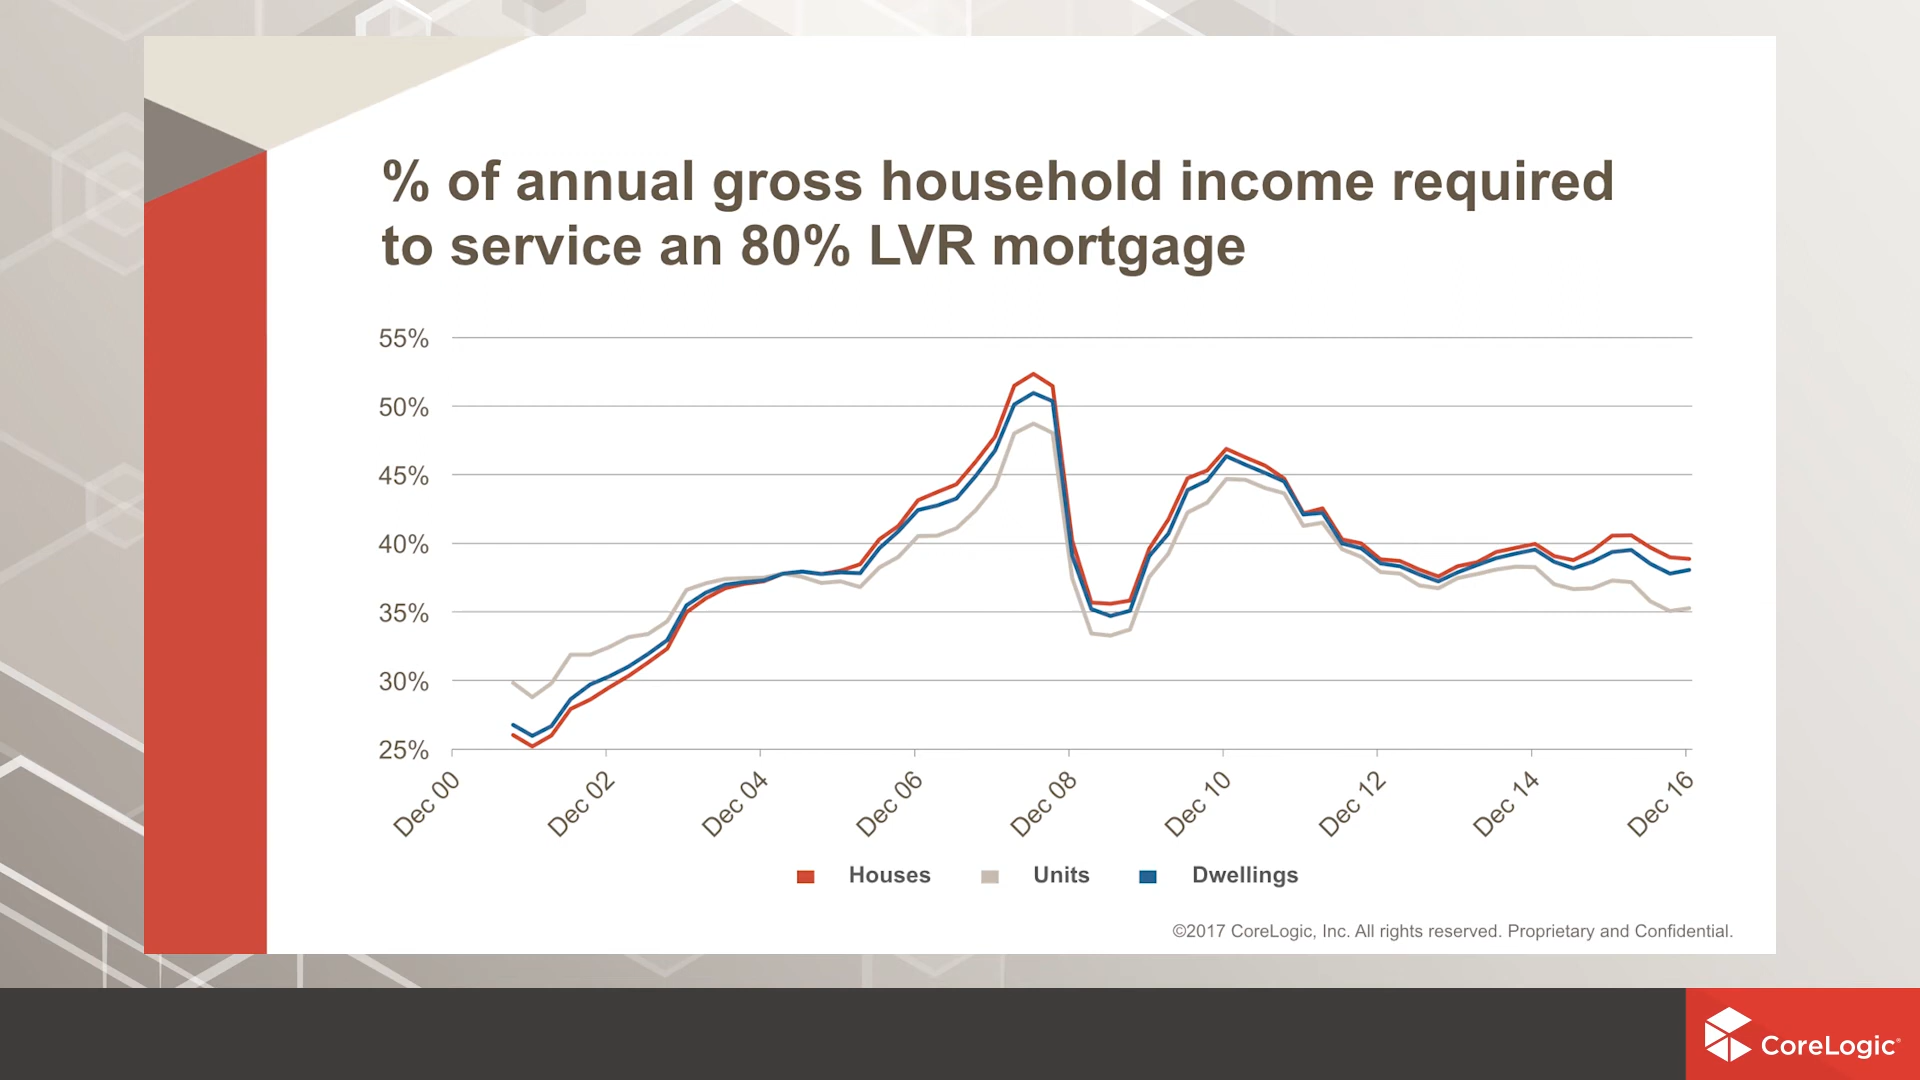 % of annual gross household income required
to service an 80% LVR mortgage
55%
50%
45%
40%
35%
30%
25%
Dec 00
Dec 02
Dec 04
Dec 06
Dec 08
Dec 10
Dec 12
Dec 14
Dec 16
Houses Units Dwellings
©2017 CoreLogic, Inc. All rights reserved. Proprietary and Confidential.
CoreLogic